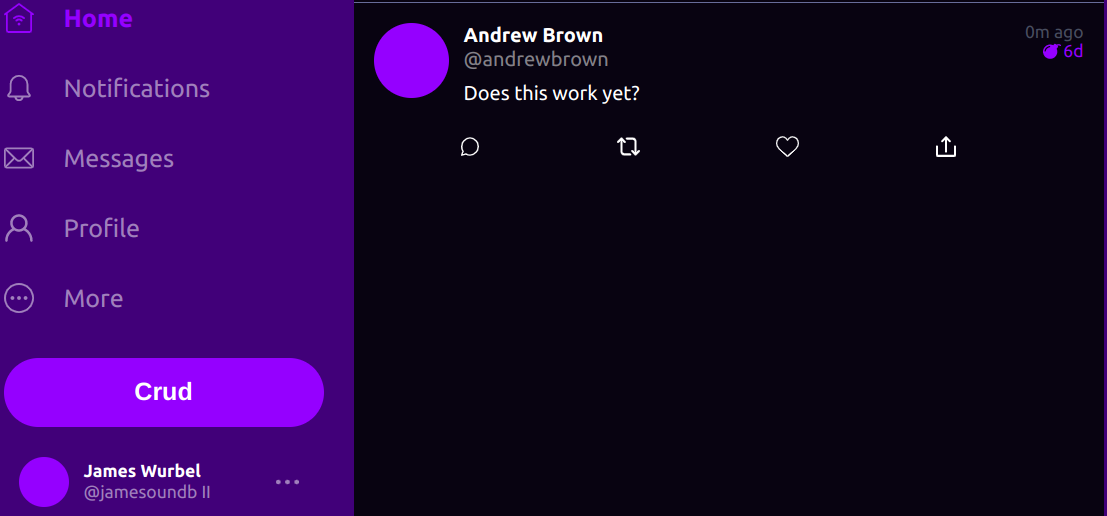 Home
Notifications
Messages
Profile
More
Crud
James Wurbel
@jamesoundb II
Andrew Brown
@andrewbrown
Does this work yet?
0m ago
6d